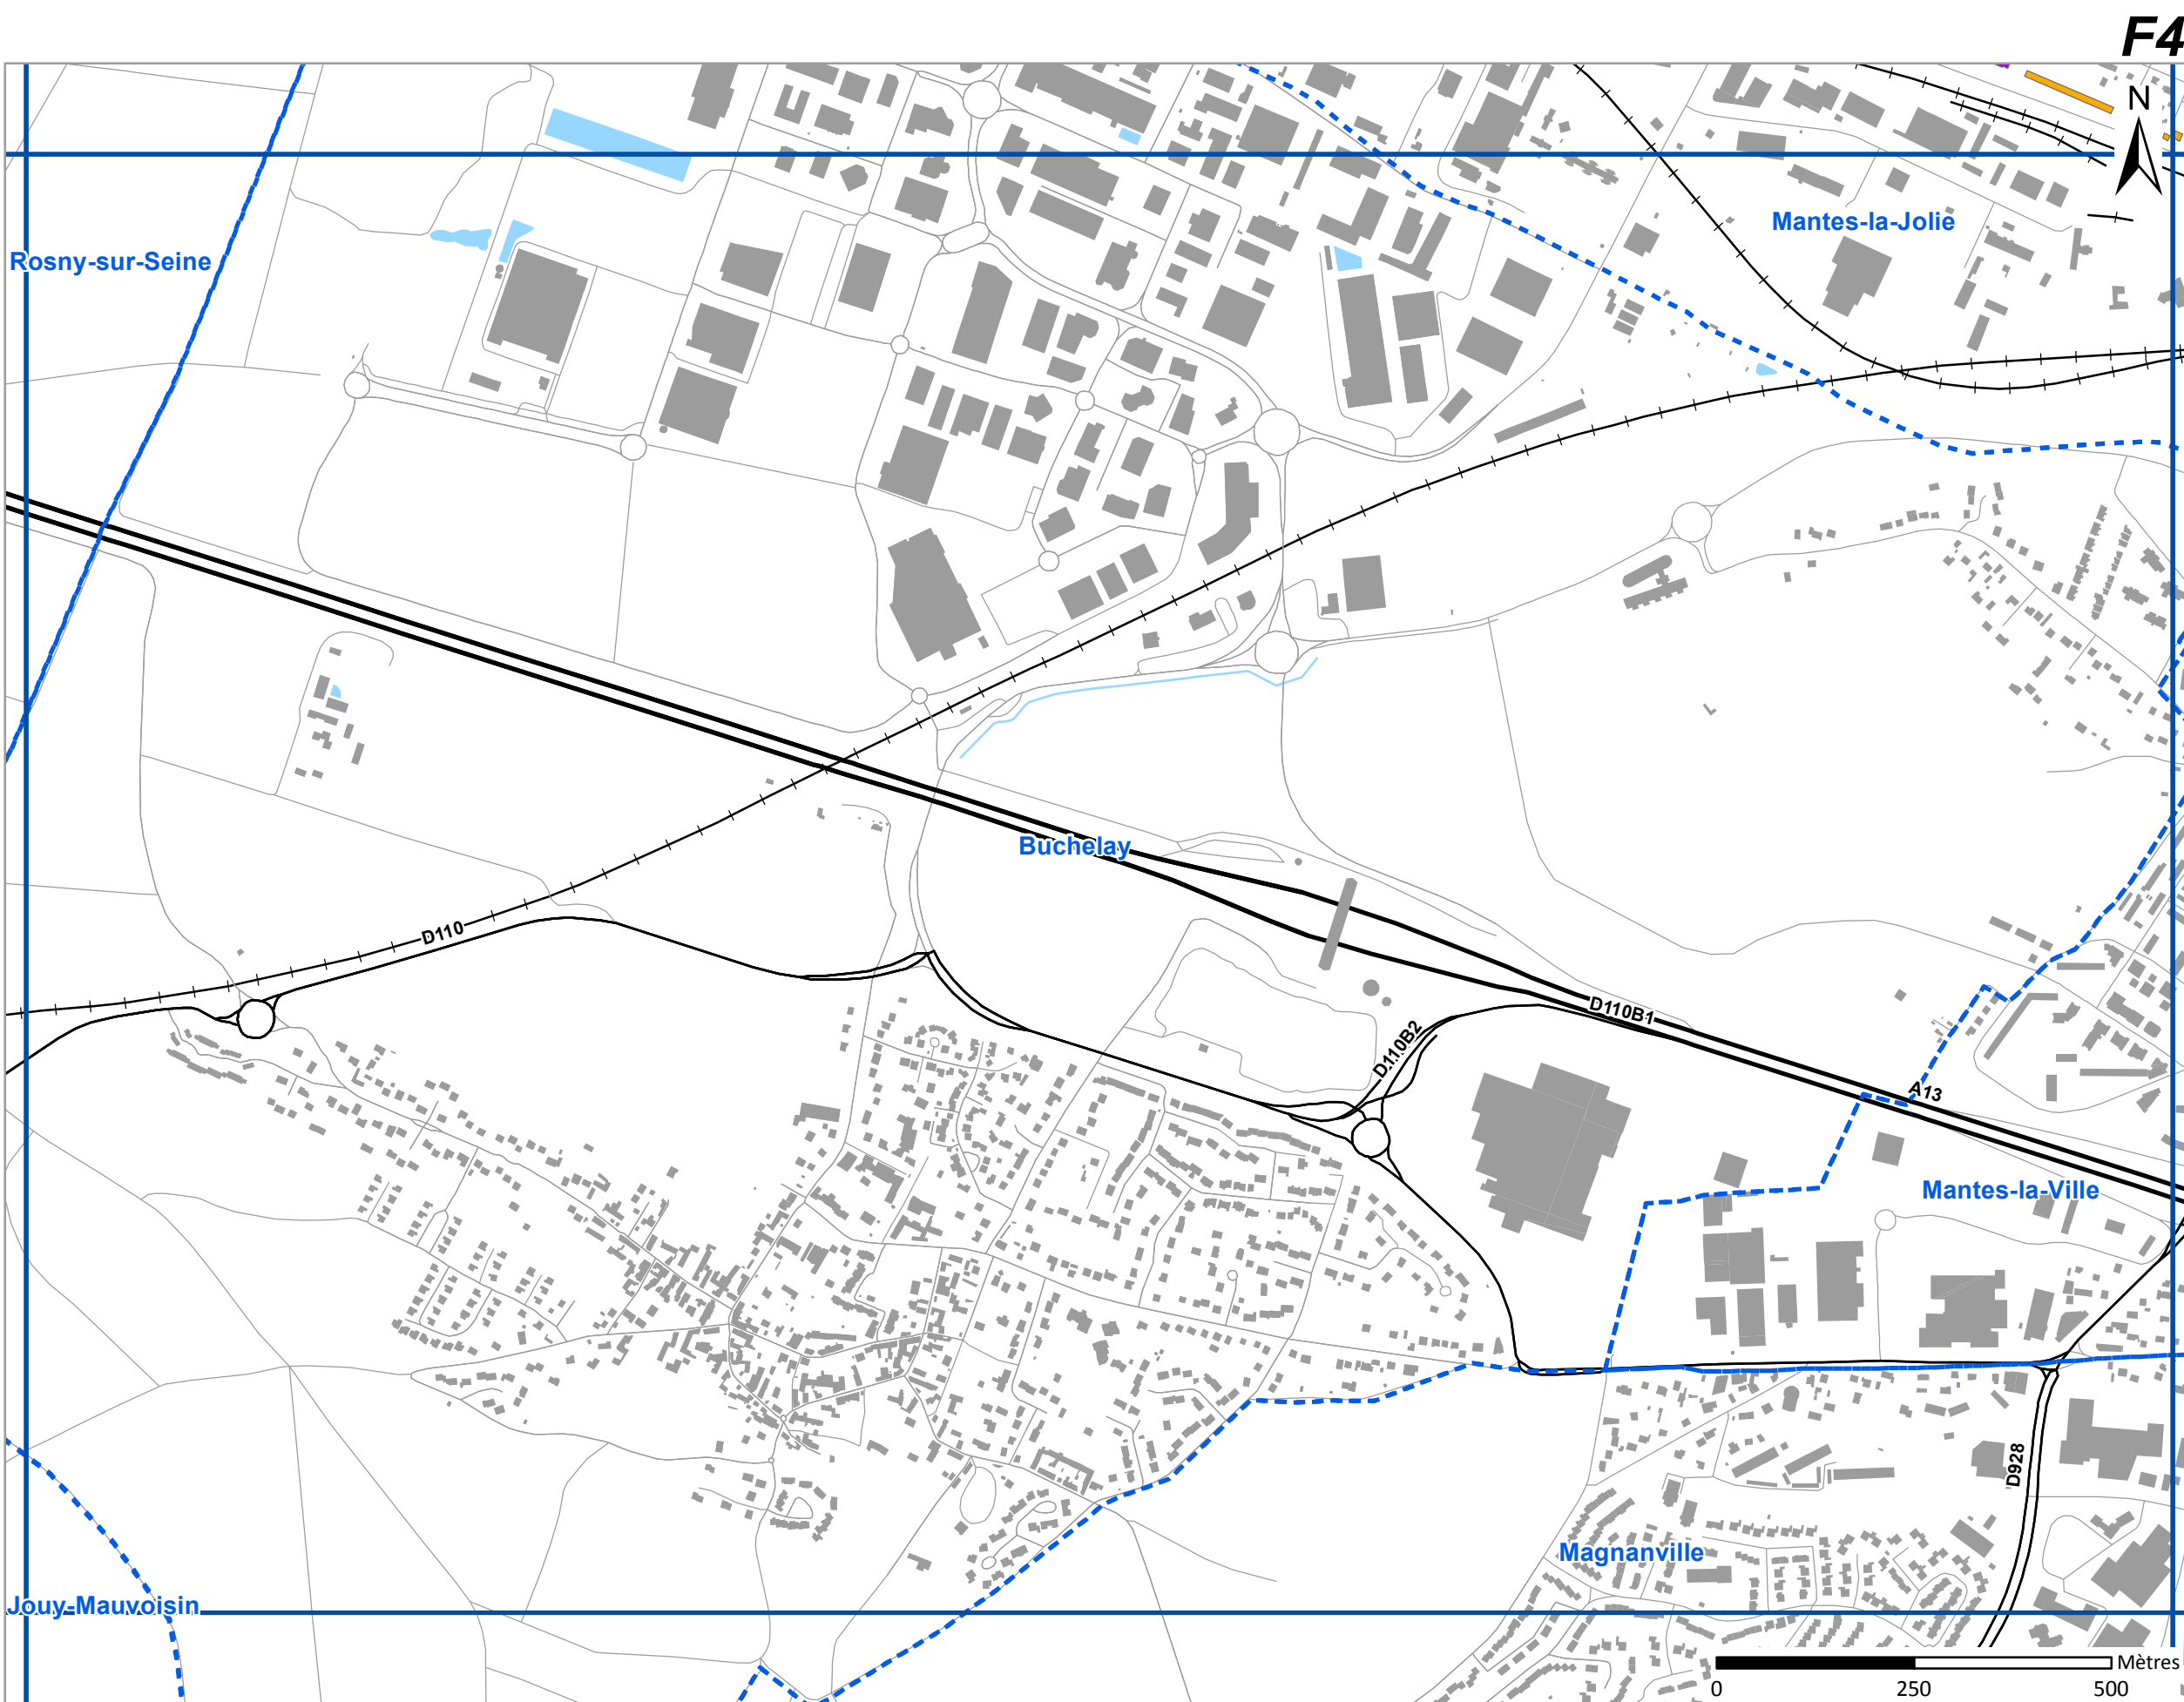 F4
N
Mantes-la-Jolie
Rosny-sur-Seine
Buchelay
D110
D110B1
D110B2
A13
Mantes-la-Ville
D928
Magnanville
Jouy-Mauvoisin
Mètres
0 250 500